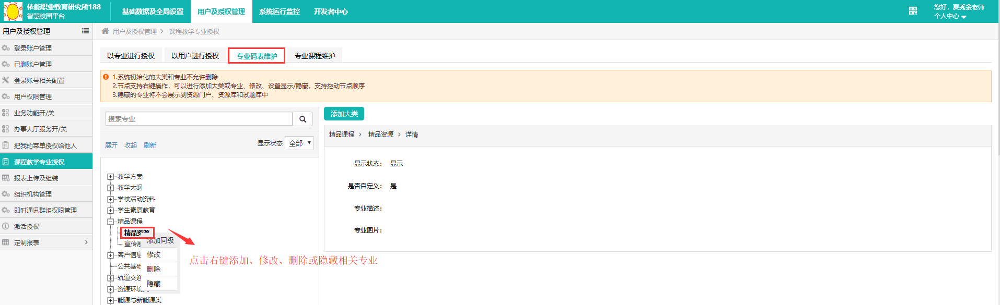 依能职业教育研究所188
智慧校园平台
基础数据及全局设置
用户及授权管理
系统运行监控
开发者中心
您好，夏秀余老师
个人中心
用户及授权管理
用户及授权管理 > 课程教学专业授权
登录账户管理
已删账户管理
登录账号相关配置
用户权限管理
业务功能开/关
办事大厅服务开/关
把我的菜单授权给他人
课程教学专业授权
报表上传及组装
组织机构管理
即时通讯群组权限管理
激活授权
定制报表
以专业进行授权
以用户进行授权
专业码表维护
专业课程维护
1.系统初始化的大类和专业不允许删除
2.节点支持右键操作，可以进行添加大类或专业、修改、设置显示/隐藏，支持拖动节点顺序
3.隐藏的专业将不会展示到资源门户、资源库和试题库中
搜索专业
展开 收起 刷新
显示状态 全部
教学方案
教学大纲
学校活动资料
学生素质教育
精品课程
精品资源
宣传
客户信息
公共基础
轨道交通
资源环境
能源与新能源类
添加同级
修改
删除
隐藏
点击右键添加、修改、删除或隐藏相关专业
添加大类
精品课程 > 精品资源 > 详情
显示状态： 显示
是否自定义： 是
专业描述：
专业图片：